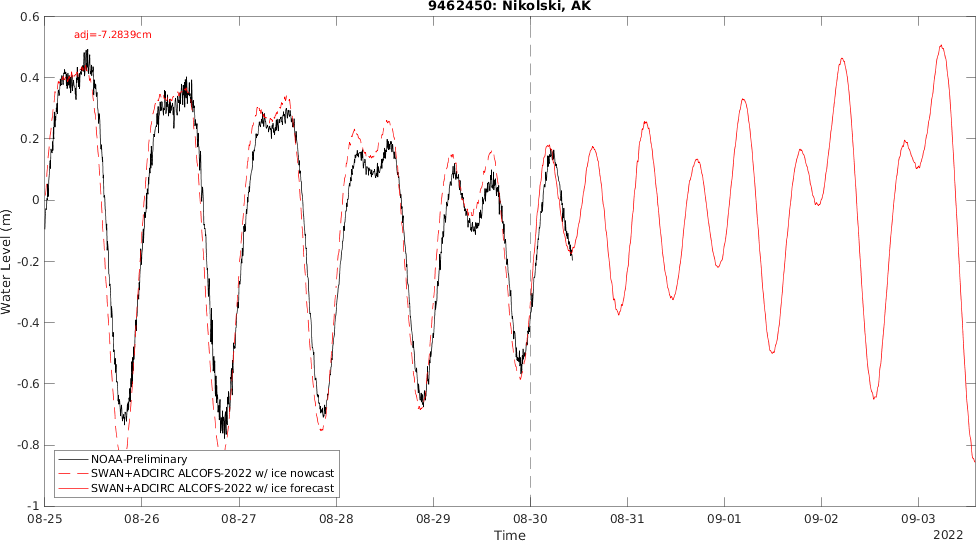 9462450: Nikolski, AK
adj=-7.2839cm
0.6
0.4
0.2
0
-0.2
-0.4
-0.6
-0.8
-1
Water Level (m)
NOAA-Preliminary
SWAN+ADCIRC ALCOFS-2022 w/ ice nowcast
SWAN+ADCIRC ALCOFS-2022 w/ ice forecast
08-25 08-26 08-27 08-28 08-29 08-30 08-31 09-01 09-02 09-03
Time
2022